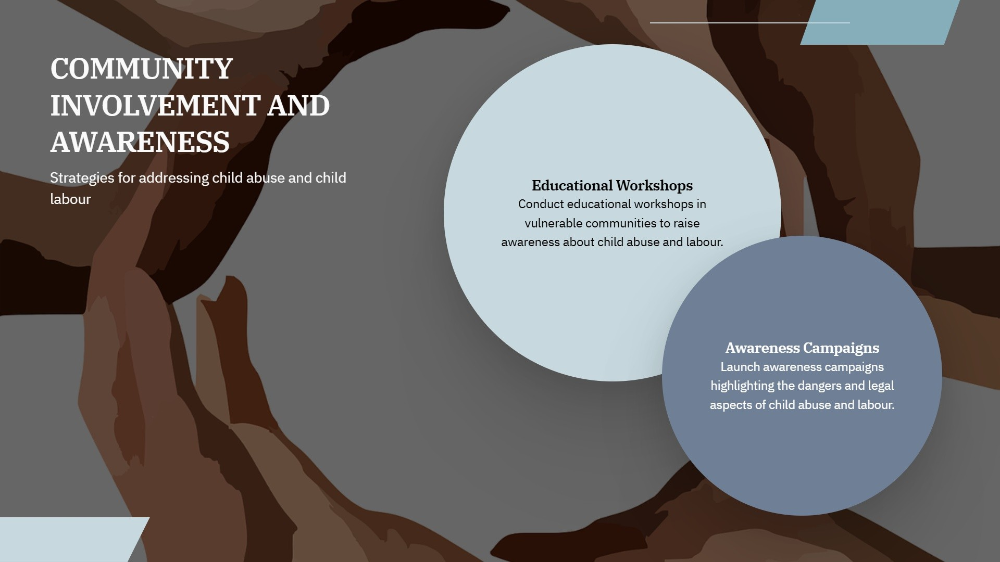 COMMUNITY
INVOLVEMENT AND
AWARENESS
Strategies for addressing child abuse and child
labour
Educational Workshops
Conduct educational workshops in
vulnerable communities to raise
awareness about child abuse and labour.
Awareness Campaigns
Launch awareness campaigns
highlighting the dangers and legal
aspects of child abuse and labour.